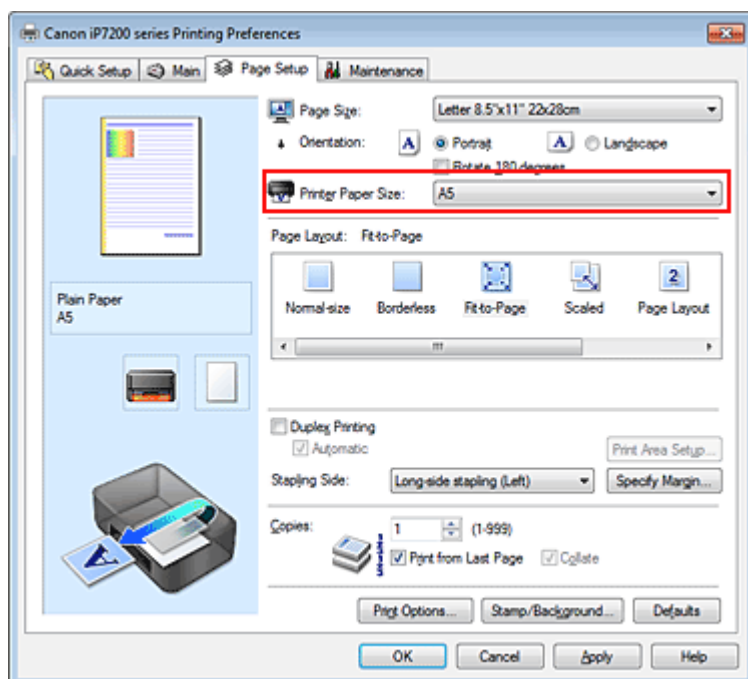 Canon iP7200 series Printing Preferences
Quick Setup Main Page Setup Maintenance
Page Size: Letter 8.5"x11" 22x28cm
Orientation: A Portrait A Landscape
Rotate 180 degrees
Printer Paper Size: A5
Page Layout: Fit-to-Page
2
Normal-size Borderless Fit-to-Page Scaled Page Layout
Plain Paper
A5
Duplex Printing
Automatic
Print Area Setup...
Stapling Side: Long-side stapling (Left) Specify Margin...
Copies: 1 (1-999)
Print from Last Page Collate
A
Print Options... Stamp/Background... Defaults
OK Cancel Apply Help